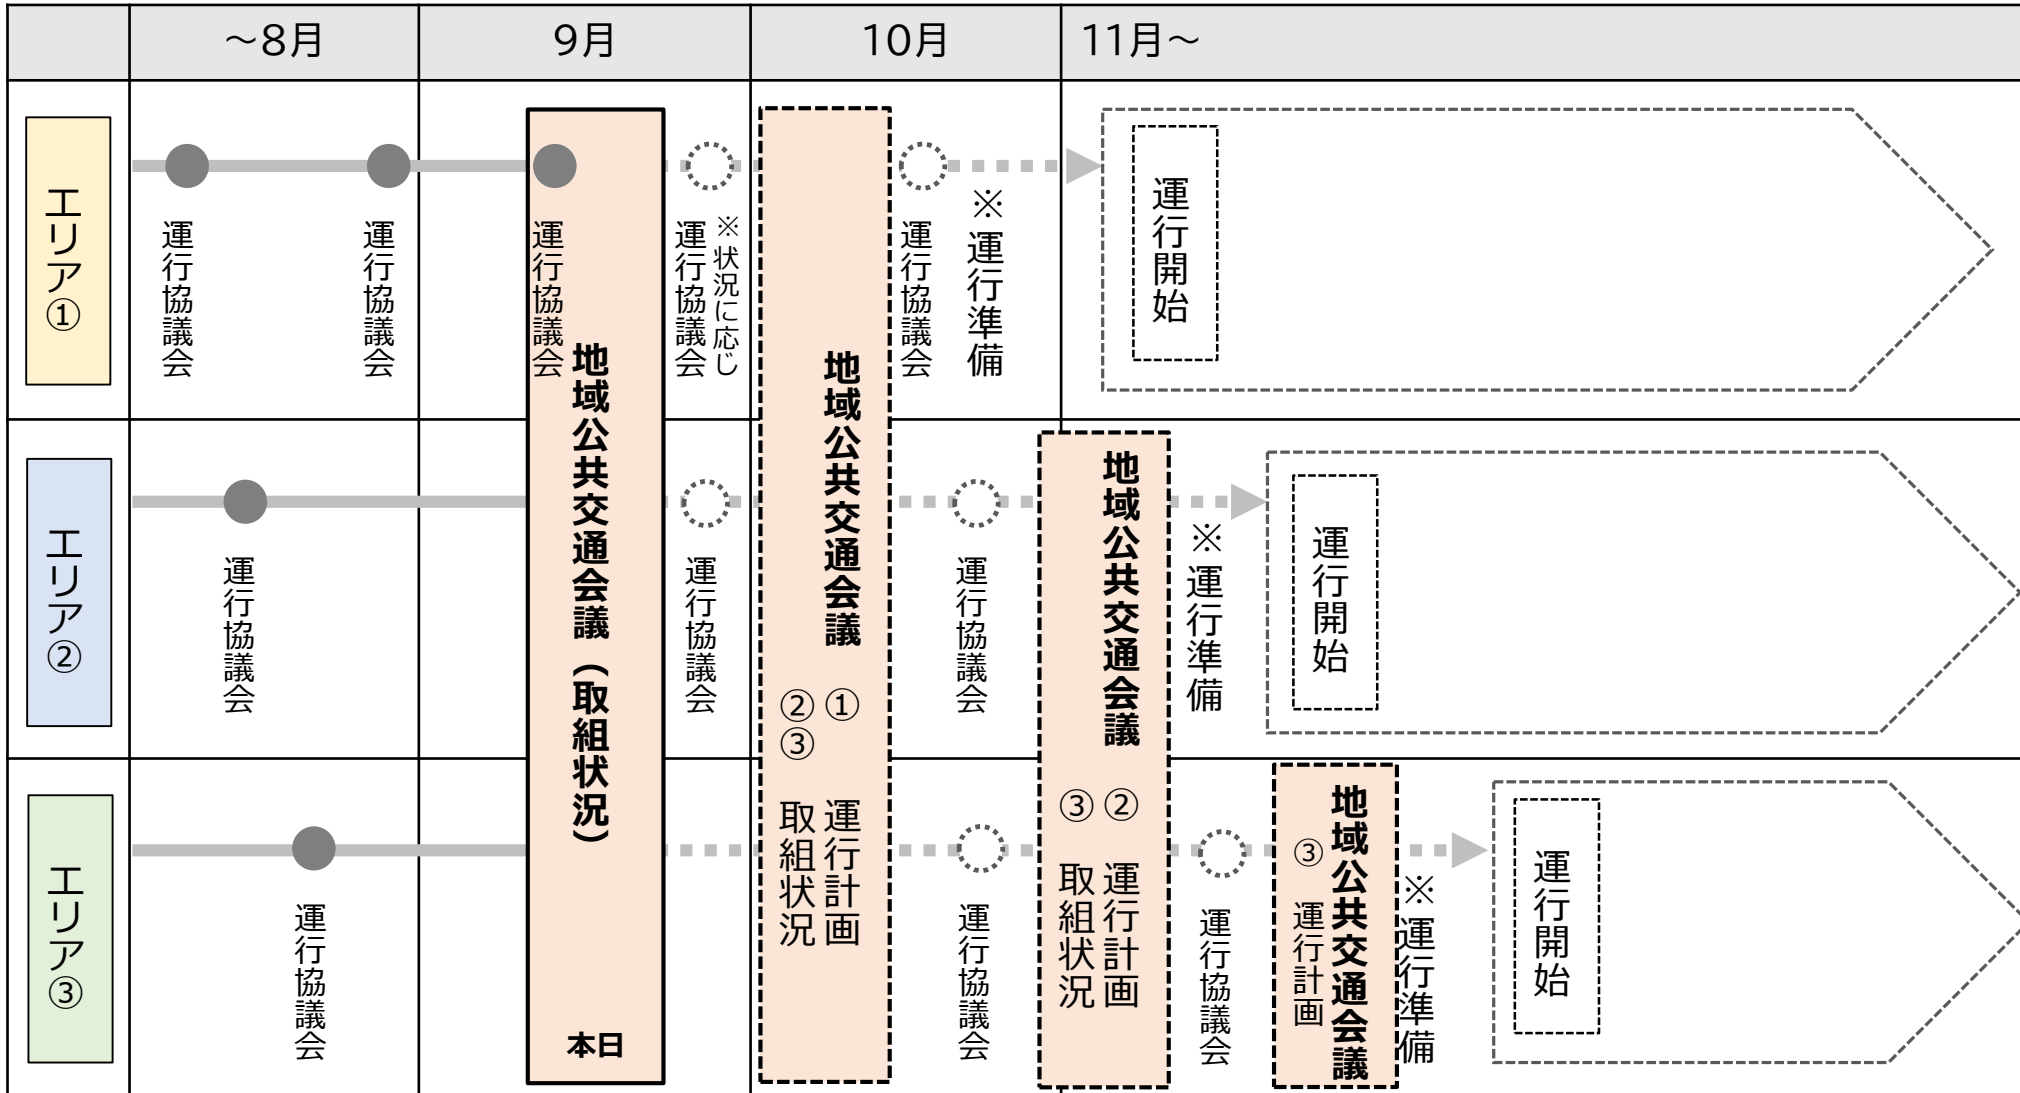 ～8月
9月
10月
11月～
エリア①
運行協議会
運行協議会
運行協議会
運行協議会
※状況に応じ
運行協議会
※運行準備
運行開始
地域公共交通会議（取組状況）
本日
地域公共交通会議
① 運行計画
②③ 取組状況
エリア②
運行協議会
運行協議会
運行協議会
地域公共交通会議
② 運行計画
③ 取組状況
※運行準備
運行開始
エリア③
運行協議会
運行協議会
運行協議会
地域公共交通会議
③ 運行計画
※運行準備
運行開始